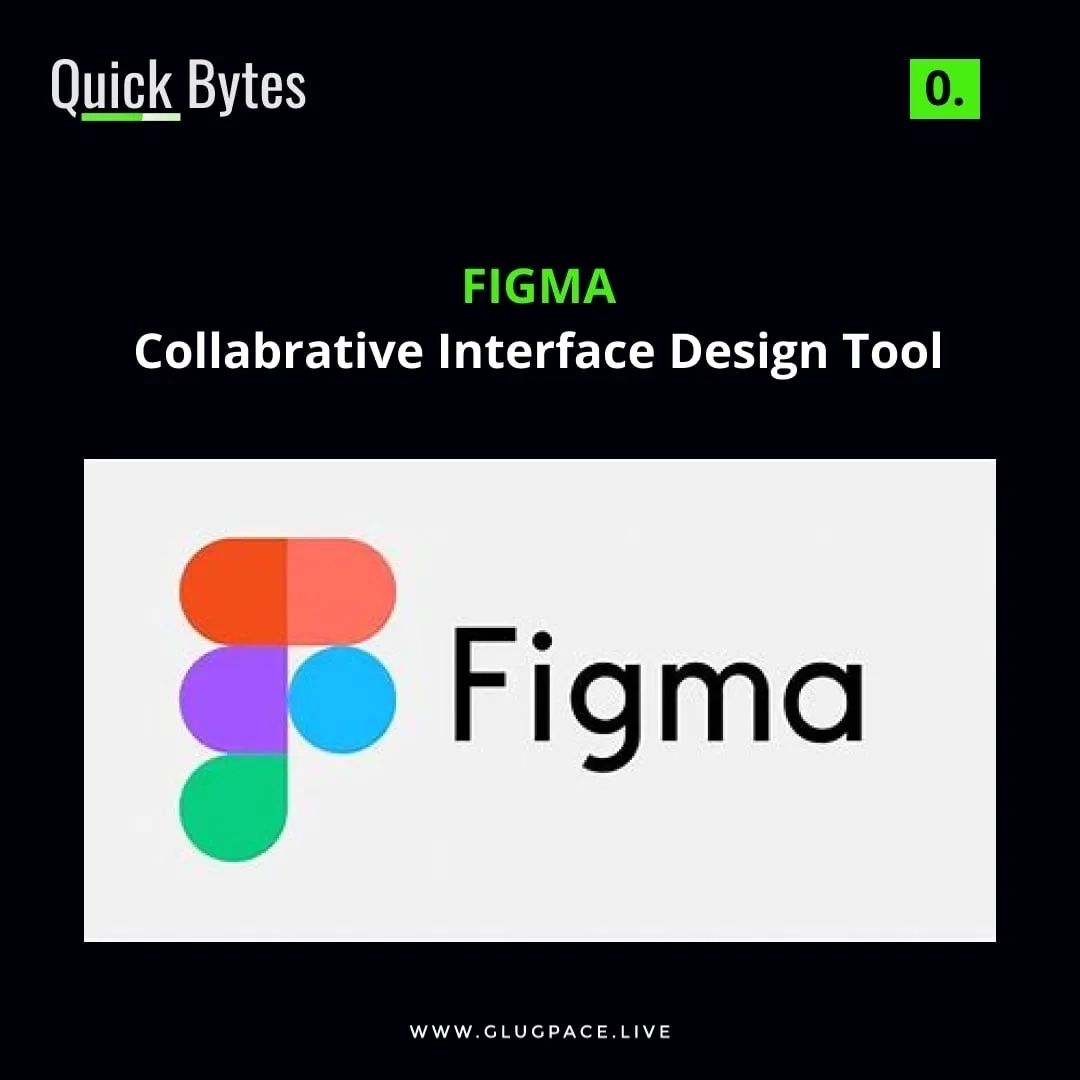 Quick Bytes
0.
FIGMA
Collabrative Interface Design Tool
Figma
WWW.GLUGPACE.LIVE